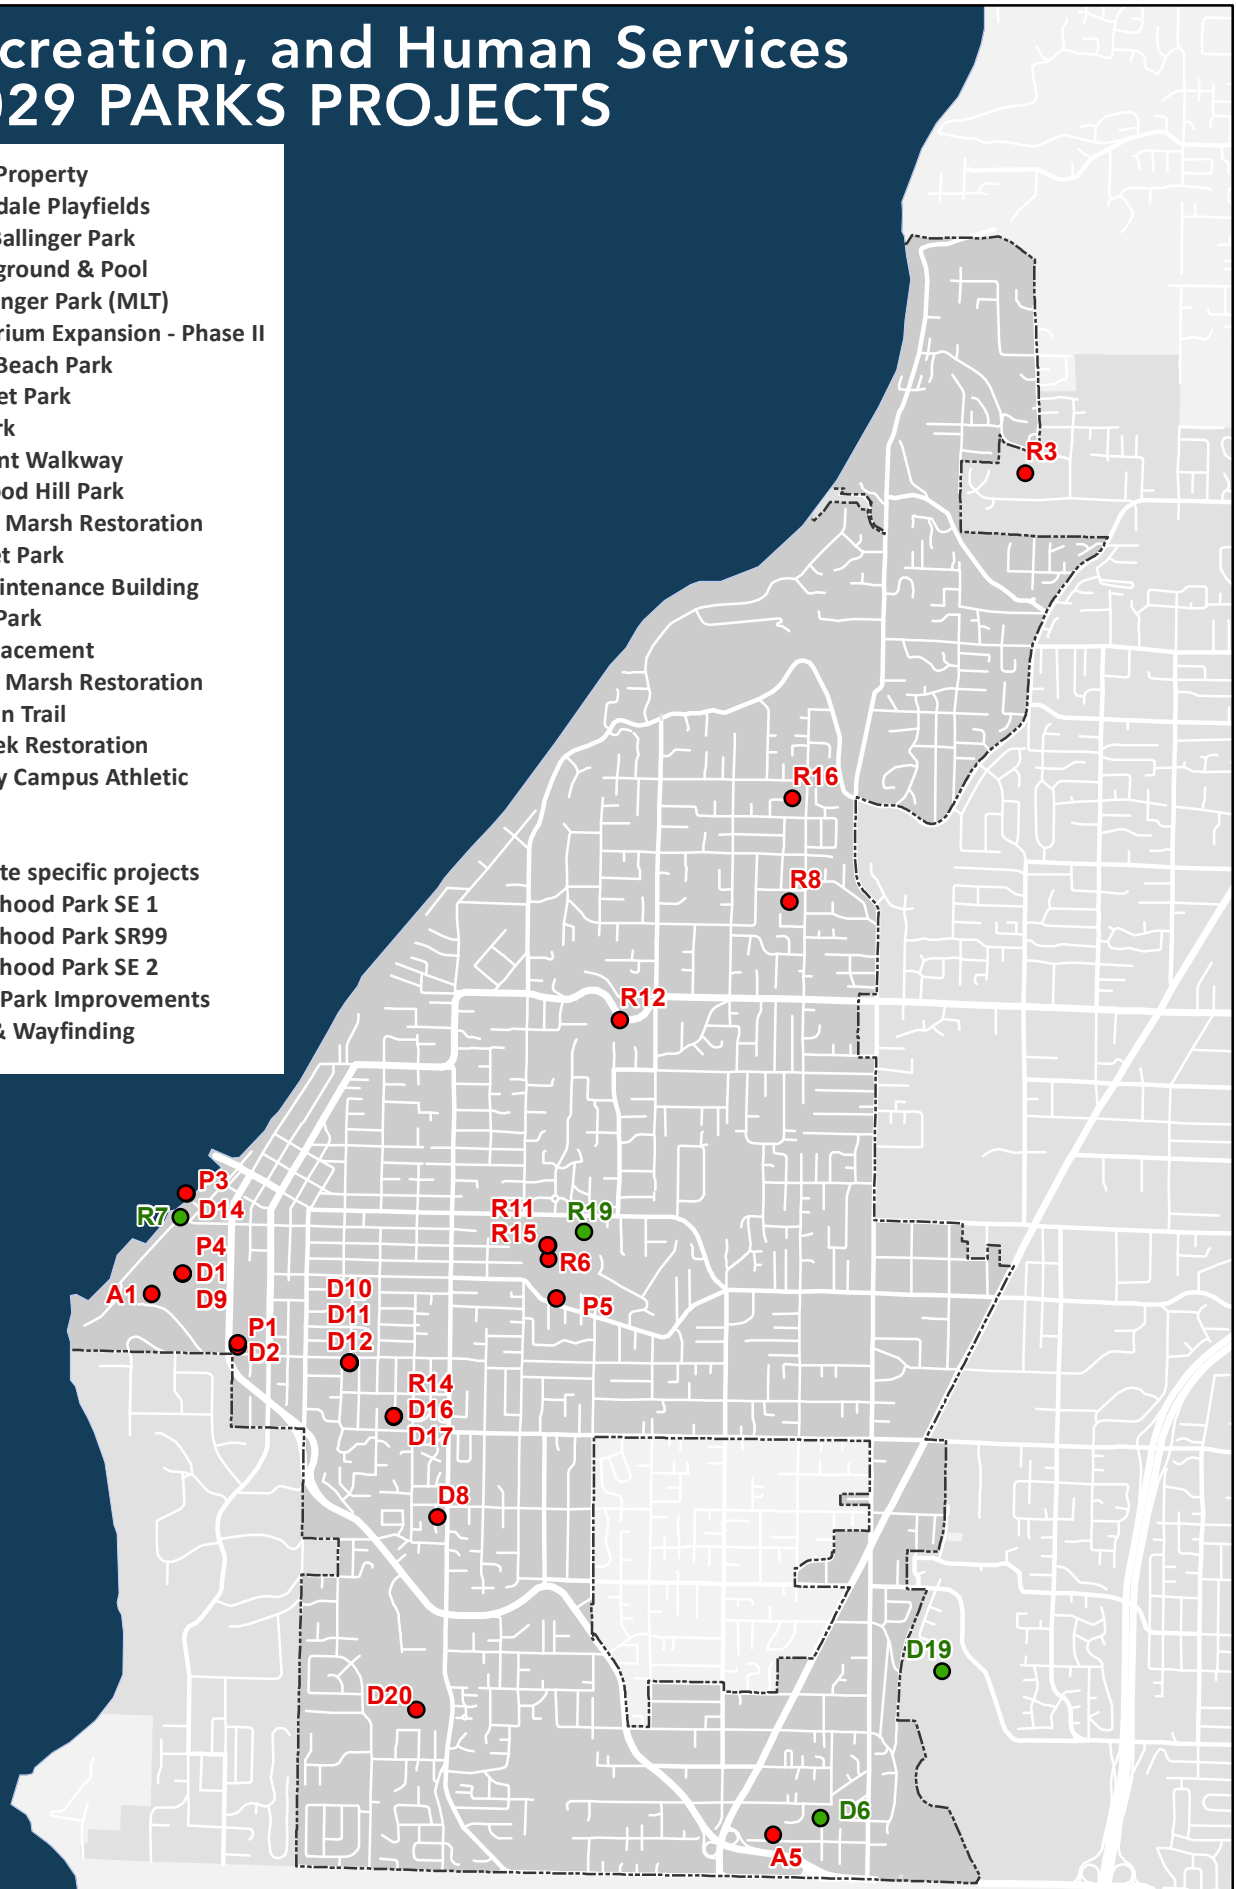 creation, and Human Services
029 PARKS PROJECTS
Property
dale Playfields
Ballinger Park
ground & Pool
nger Park (MLT)
rium Expansion - Phase II
Beach Park
et Park
rk
nt Walkway
od Hill Park
Marsh Restoration
t Park
intenance Building
Park
acement
Marsh Restoration
n Trail
ek Restoration
y Campus Athletic
te specific projects
hood Park SE 1
hood Park SR99
hood Park SE 2
Park Improvements
& Wayfinding
R3
R16
R8
R12
P3
R7
D14
R11
R19
R15
R6
P4
D1
A1
D9
D10
D11
D12
P5
P1
D2
R14
D16
D17
D8
D19
D20
D6
A5